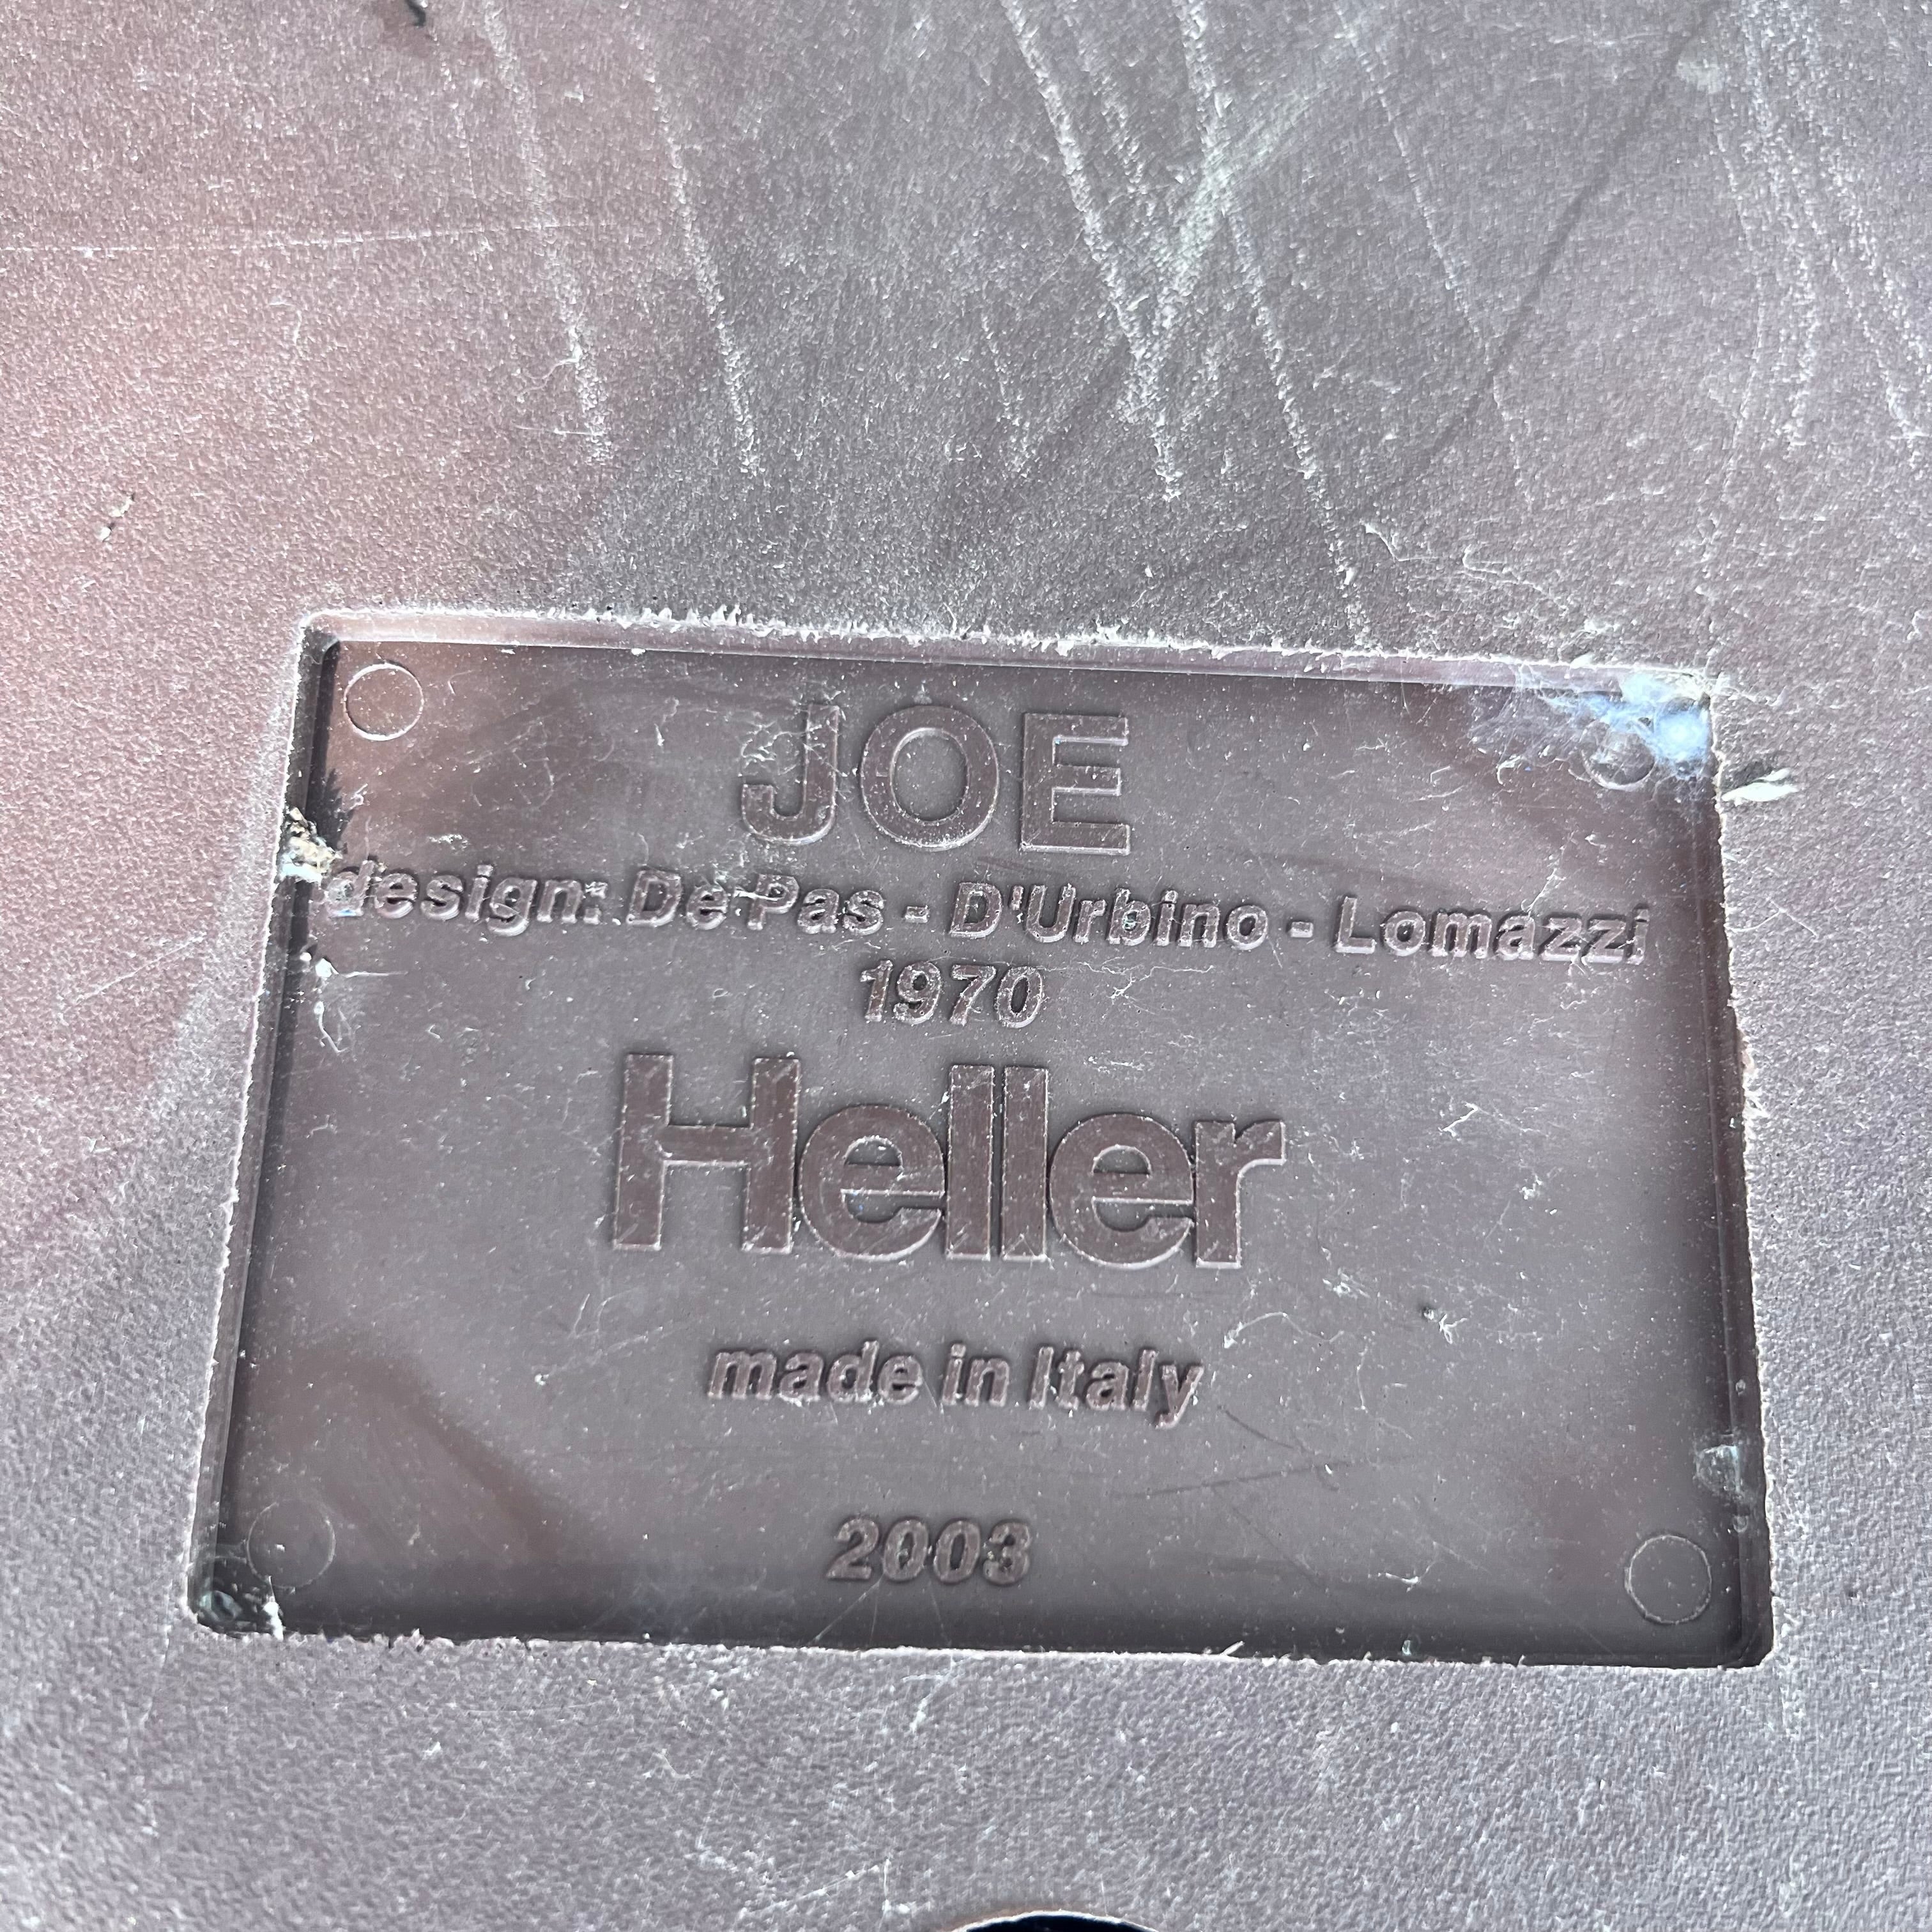 JOE
design: De Pas - D'Urbino - Lomazzi
1970
Heller
made in Italy
2003